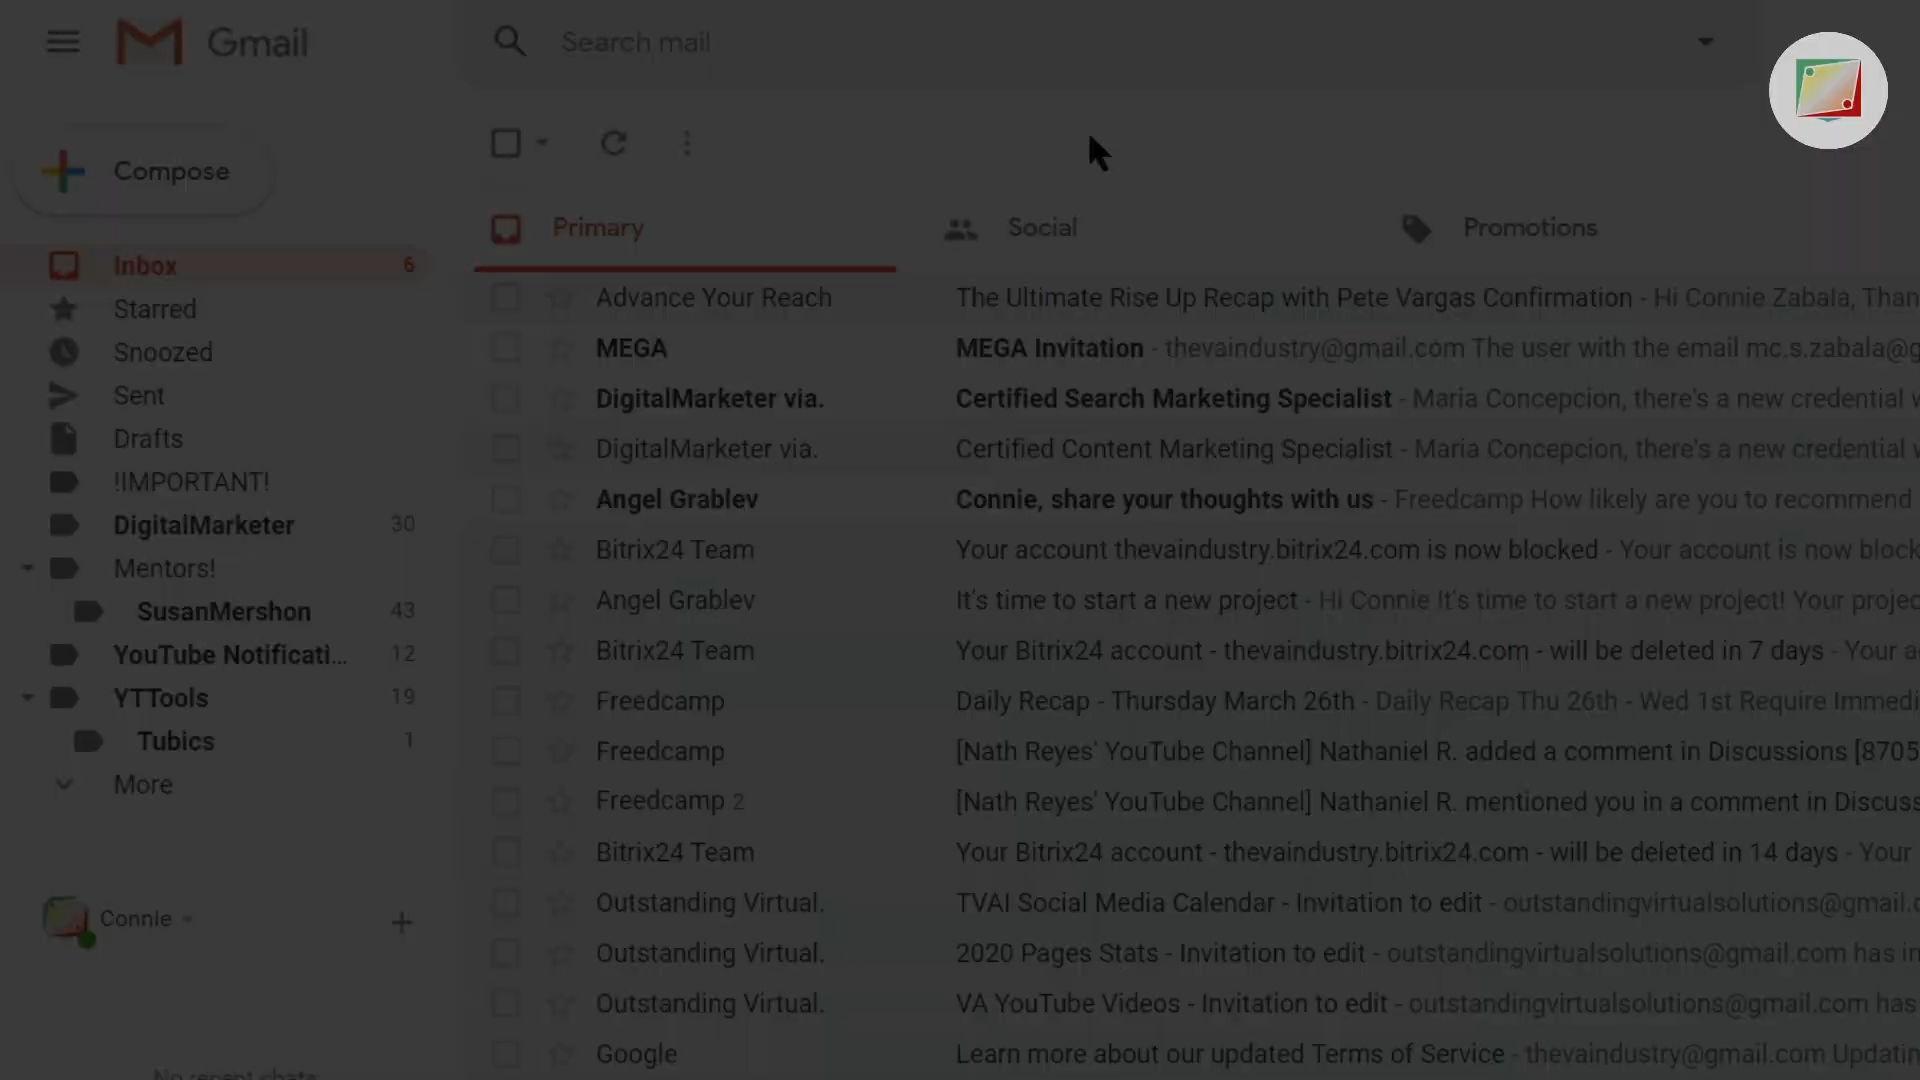 Gmail
Search mail
Compose
Primary
Social
Promotions
Inbox 6
Starred
Snoozed
Sent
Drafts
!IMPORTANT!
DigitalMarketer 30
Mentors!
SusanMershon 43
YouTube Notificati... 12
YTTools 19
Tubics 1
More
Connie
No recent chats
Advance Your Reach The Ultimate Rise Up Recap with Pete Vargas Confirmation - Hi Connie Zabala, Than
MEGA MEGA Invitation - thevaindustry@gmail.com The user with the email mc.s.zabala@g
DigitalMarketer via. Certified Search Marketing Specialist - Maria Concepcion, there's a new credential w
DigitalMarketer via. Certified Content Marketing Specialist - Maria Concepcion, there's a new credential w
Angel Grablev Connie, share your thoughts with us - Freedcamp How likely are you to recommend
Bitrix24 Team Your account thevaindustry.bitrix24.com is now blocked - Your account is now block
Angel Grablev It's time to start a new project - Hi Connie It's time to start a new project! Your projec
Bitrix24 Team Your Bitrix24 account - thevaindustry.bitrix24.com - will be deleted in 7 days - Your a
Freedcamp Daily Recap - Thursday March 26th - Daily Recap Thu 26th - Wed 1st Require Immedi
Freedcamp [Nath Reyes' YouTube Channel] Nathaniel R. added a comment in Discussions [8705
Freedcamp 2 [Nath Reyes' YouTube Channel] Nathaniel R. mentioned you in a comment in Discuss
Bitrix24 Team Your Bitrix24 account - thevaindustry.bitrix24.com - will be deleted in 14 days - Your
Outstanding Virtual. TVAI Social Media Calendar - Invitation to edit - outstandingvirtualsolutions@gmail.c
Outstanding Virtual. 2020 Pages Stats - Invitation to edit - outstandingvirtualsolutions@gmail.com has in
Outstanding Virtual. VA YouTube Videos - Invitation to edit - outstandingvirtualsolutions@gmail.com has
Google Learn more about our updated Terms of Service - thevaindustry@gmail.com Updatin